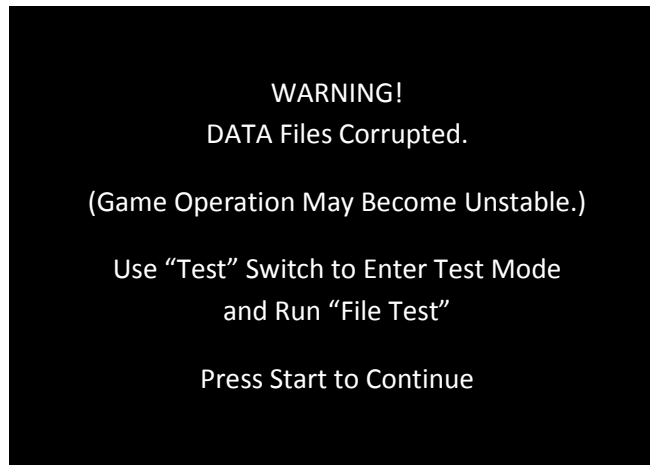 WARNING!
DATA Files Corrupted.
(Game Operation May Become Unstable.)
Use “Test” Switch to Enter Test Mode
and Run “File Test”
Press Start to Continue